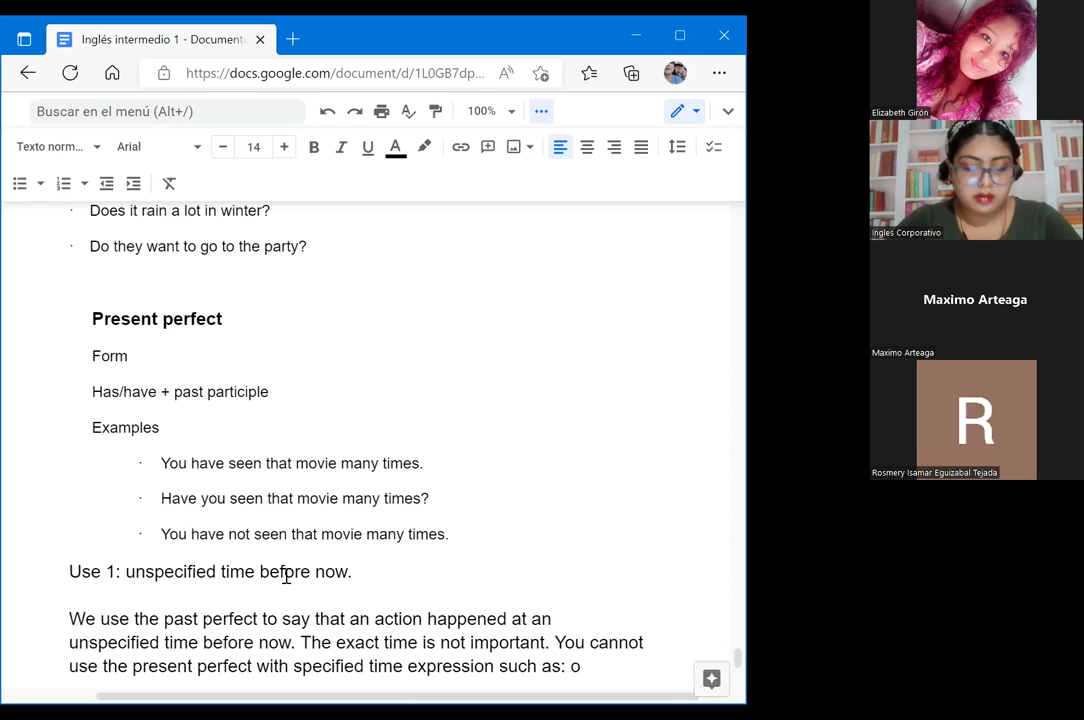 Inglés intermedio 1 - Documento
https://docs.google.com/document/d/1L0GB7dp...
Buscar en el menú (Alt+/)
100%
Texto norm...
Arial
14
B I U A
· Does it rain a lot in winter?
· Do they want to go to the party?
Present perfect
Form
Has/have + past participle
Examples
· You have seen that movie many times.
· Have you seen that movie many times?
· You have not seen that movie many times.
Use 1: unspecified time before now.
We use the past perfect to say that an action happened at an
unspecified time before now. The exact time is not important. You cannot
use the present perfect with specified time expression such as: o
Elizabeth Girón
Ingles Corporativo
Maximo Arteaga
Maximo Arteaga
R
Rosmery Isamar Eguizabal Tejada